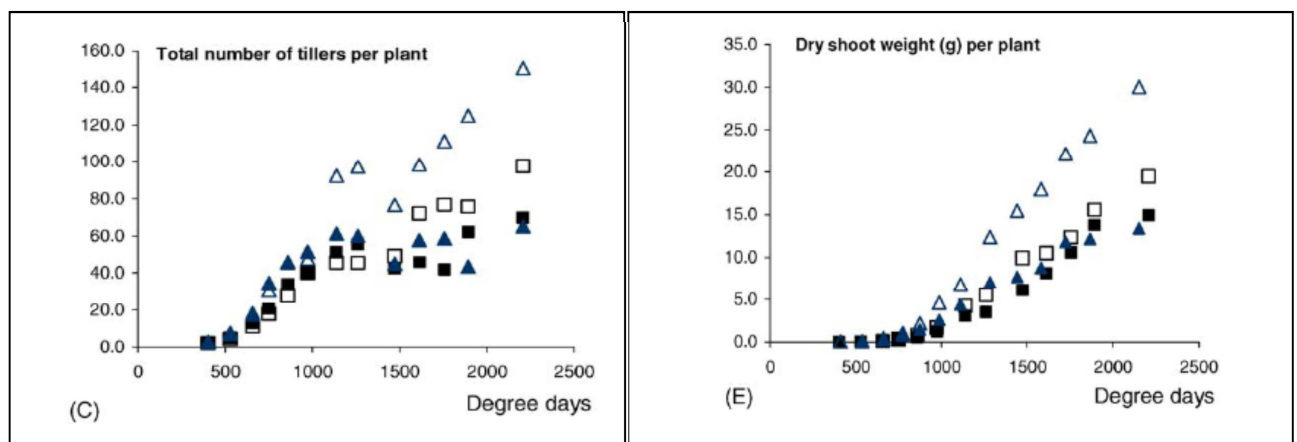 Total number of tillers per plant
160.0
140.0
120.0
100.0
80.0
60.0
40.0
20.0
0.0
0 500 1000 1500 2000 2500
Degree days
(C)
Dry shoot weight (g) per plant
35.0
30.0
25.0
20.0
15.0
10.0
5.0
0.0
0 500 1000 1500 2000 2500
Degree days
(E)